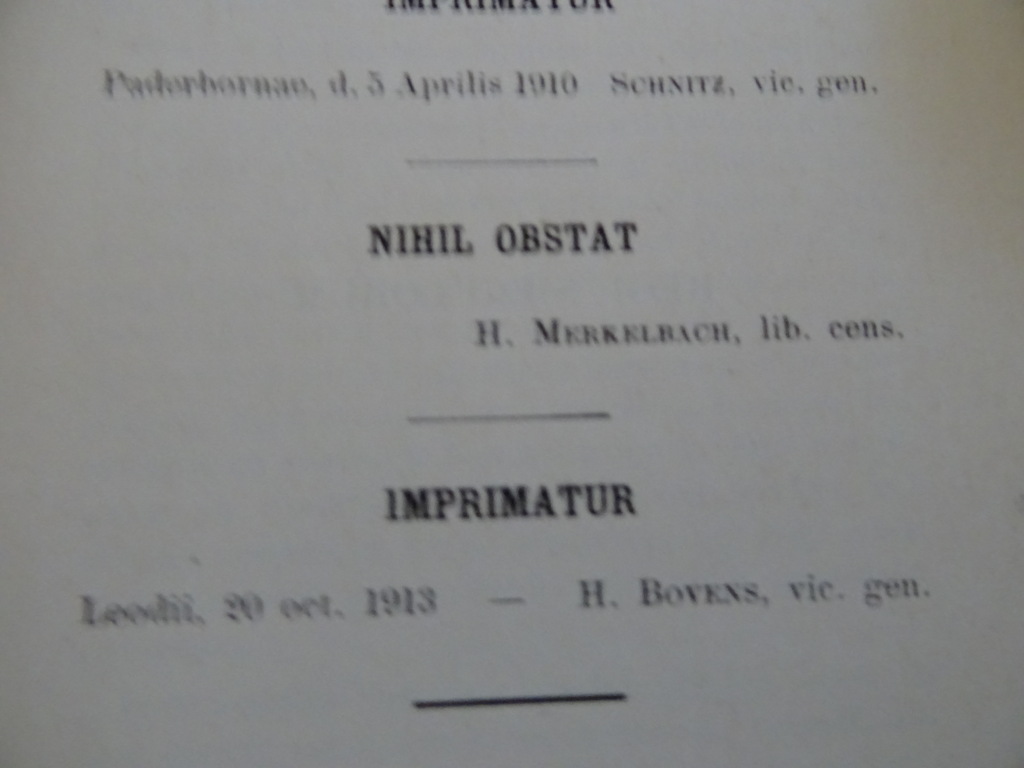 IMPRIMATUR
Paderbornae, d. 5 Aprilis 1910 SCHNITZ, vic. gen.
NIHIL OBSTAT
H. MERKELBACH, lib. cens.
IMPRIMATUR
Leodii, 20 oct. 1913 — H. BOVENS, vic. gen.